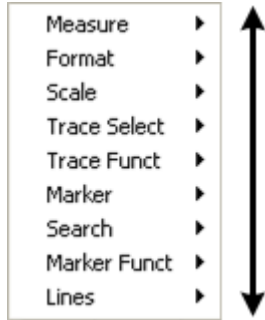 Measure
Format
Scale
Trace Select
Trace Funct
Marker
Search
Marker Funct
Lines